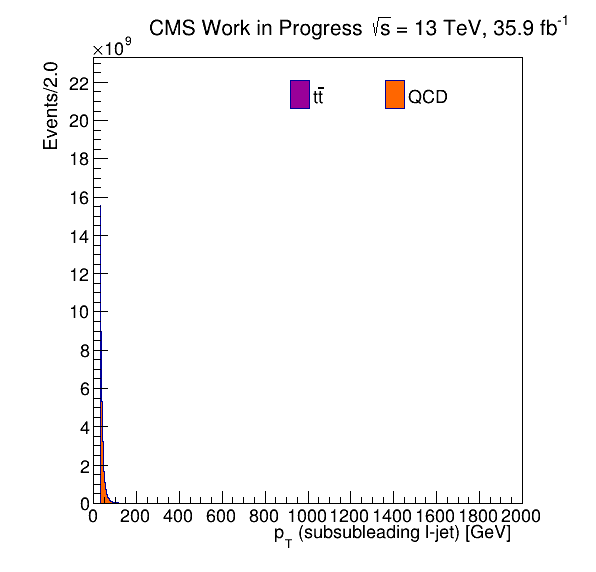 CMS Work in Progress √s = 13 TeV, 35.9 fb⁻¹
×10⁹
Events/2.0
tt̄
QCD
22
20
18
16
14
12
10
8
6
4
2
0
0 200 400 600 800 1000 1200 1400 1600 1800 2000
p_T (subsubleading l-jet) [GeV]